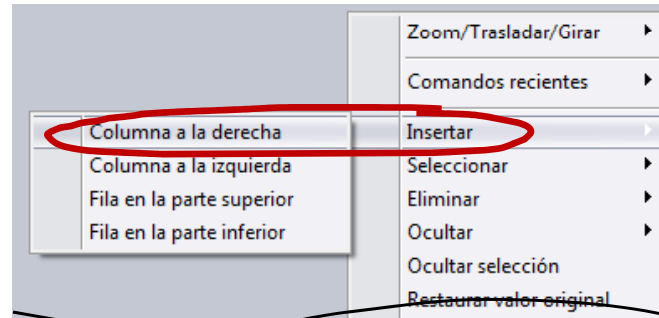 Zoom/Trasladar/Girar
Comandos recientes
Insertar
Columna a la derecha
Columna a la izquierda
Fila en la parte superior
Fila en la parte inferior
Seleccionar
Eliminar
Ocultar
Ocultar selección
Restaurar valor original